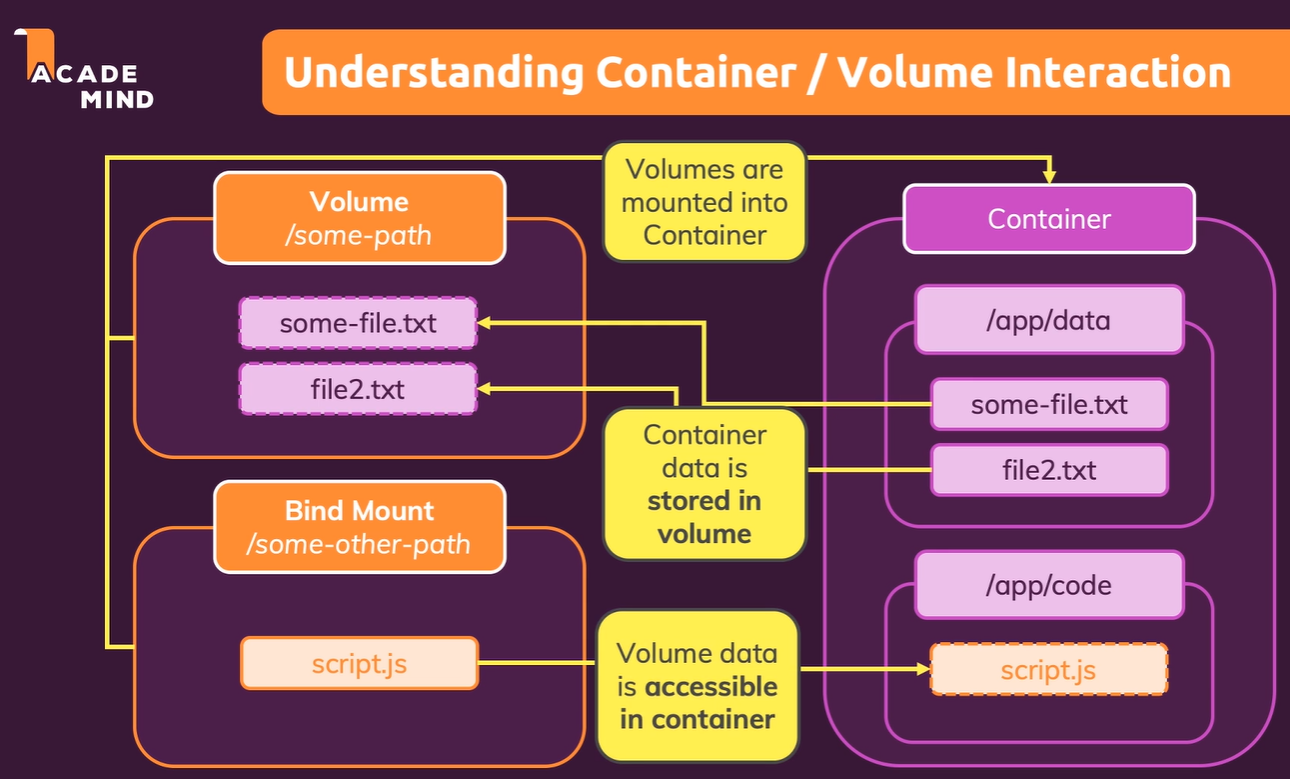 ACADE
MIND
Understanding Container / Volume Interaction
Volumes are
mounted into
Container
Volume
/some-path
some-file.txt
file2.txt
Container
/app/data
some-file.txt
file2.txt
Container
data is
stored in
volume
Bind Mount
/some-other-path
script.js
Volume data
is accessible
in container
/app/code
script.js